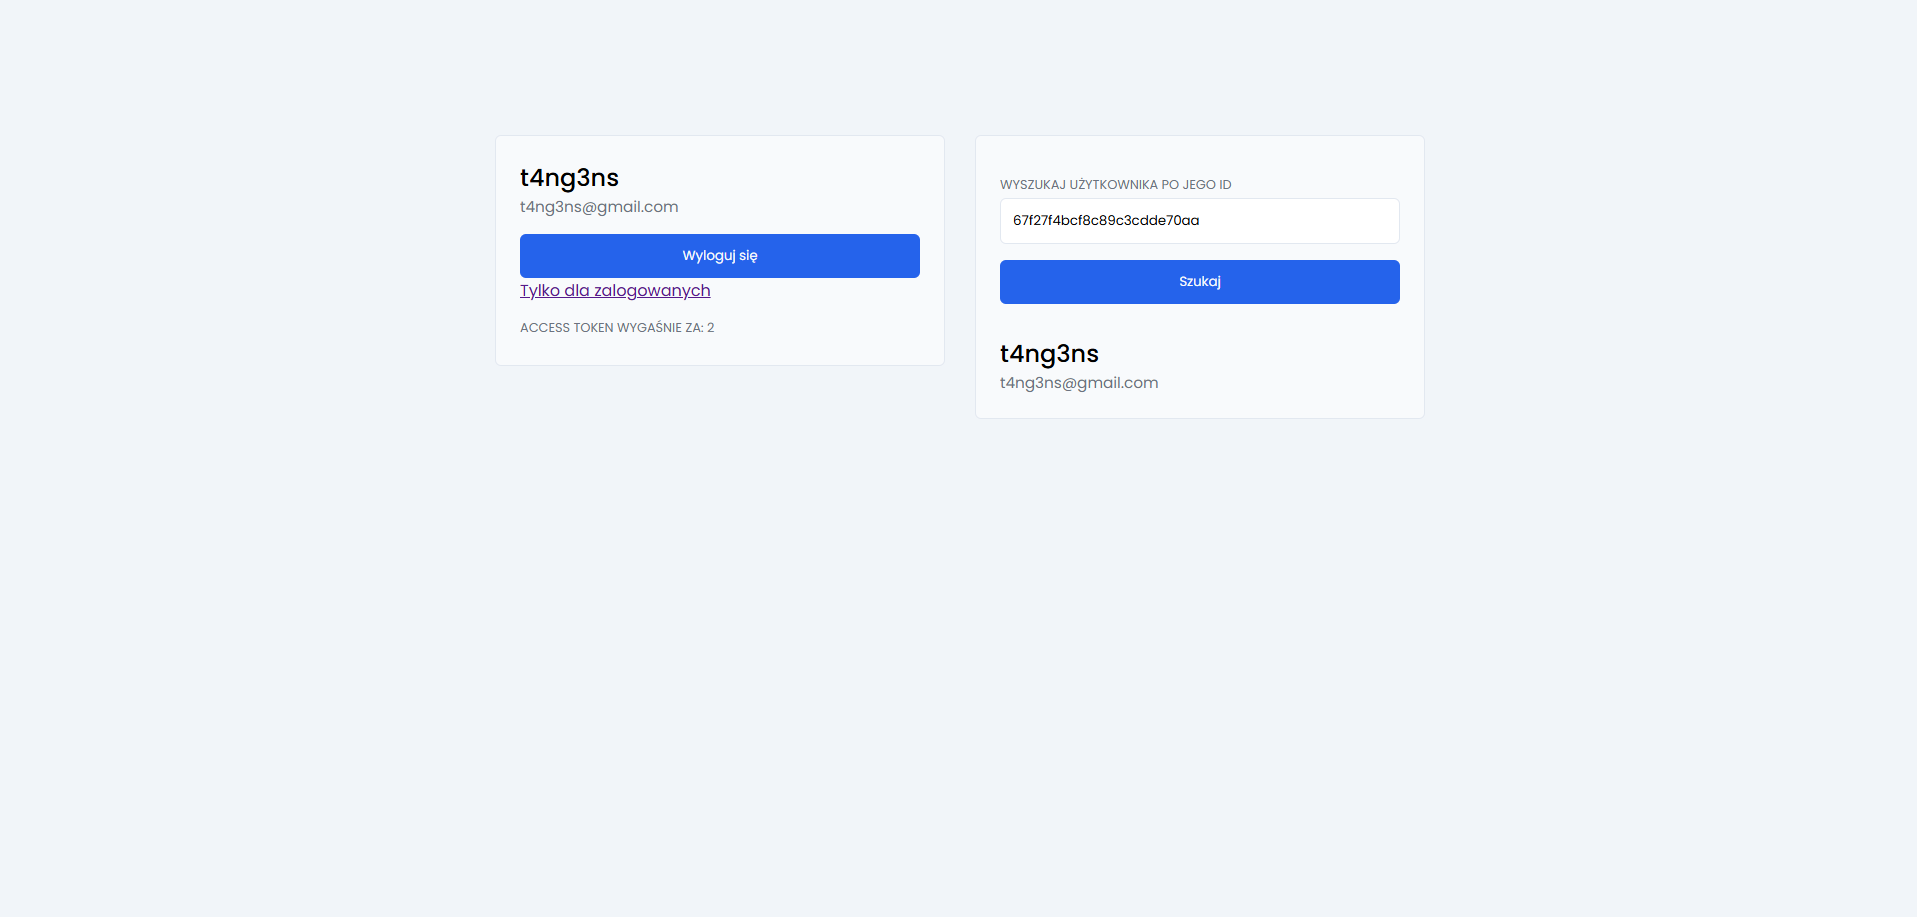 t4ng3ns
t4ng3ns@gmail.com
Wyloguj się
Tylko dla zalogowanych
ACCESS TOKEN WYGAŚNIE ZA: 2
WYSZUKAJ UŻYTKOWNIKA PO JEGO ID
67f27f4bcf8c89c3cdde70aa
Szukaj
t4ng3ns
t4ng3ns@gmail.com